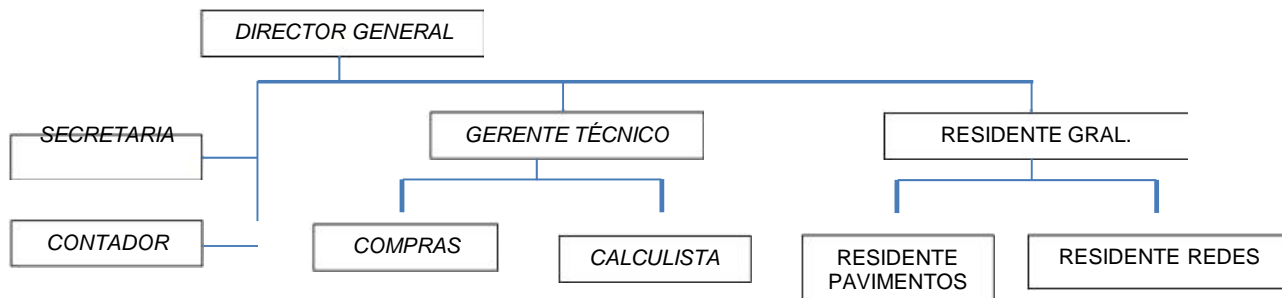 DIRECTOR GENERAL
SECRETARIA
GERENTE TÉCNICO
RESIDENTE GRAL.
CONTADOR
COMPRAS
CALCULISTA
RESIDENTE
PAVIMENTOS
RESIDENTE REDES